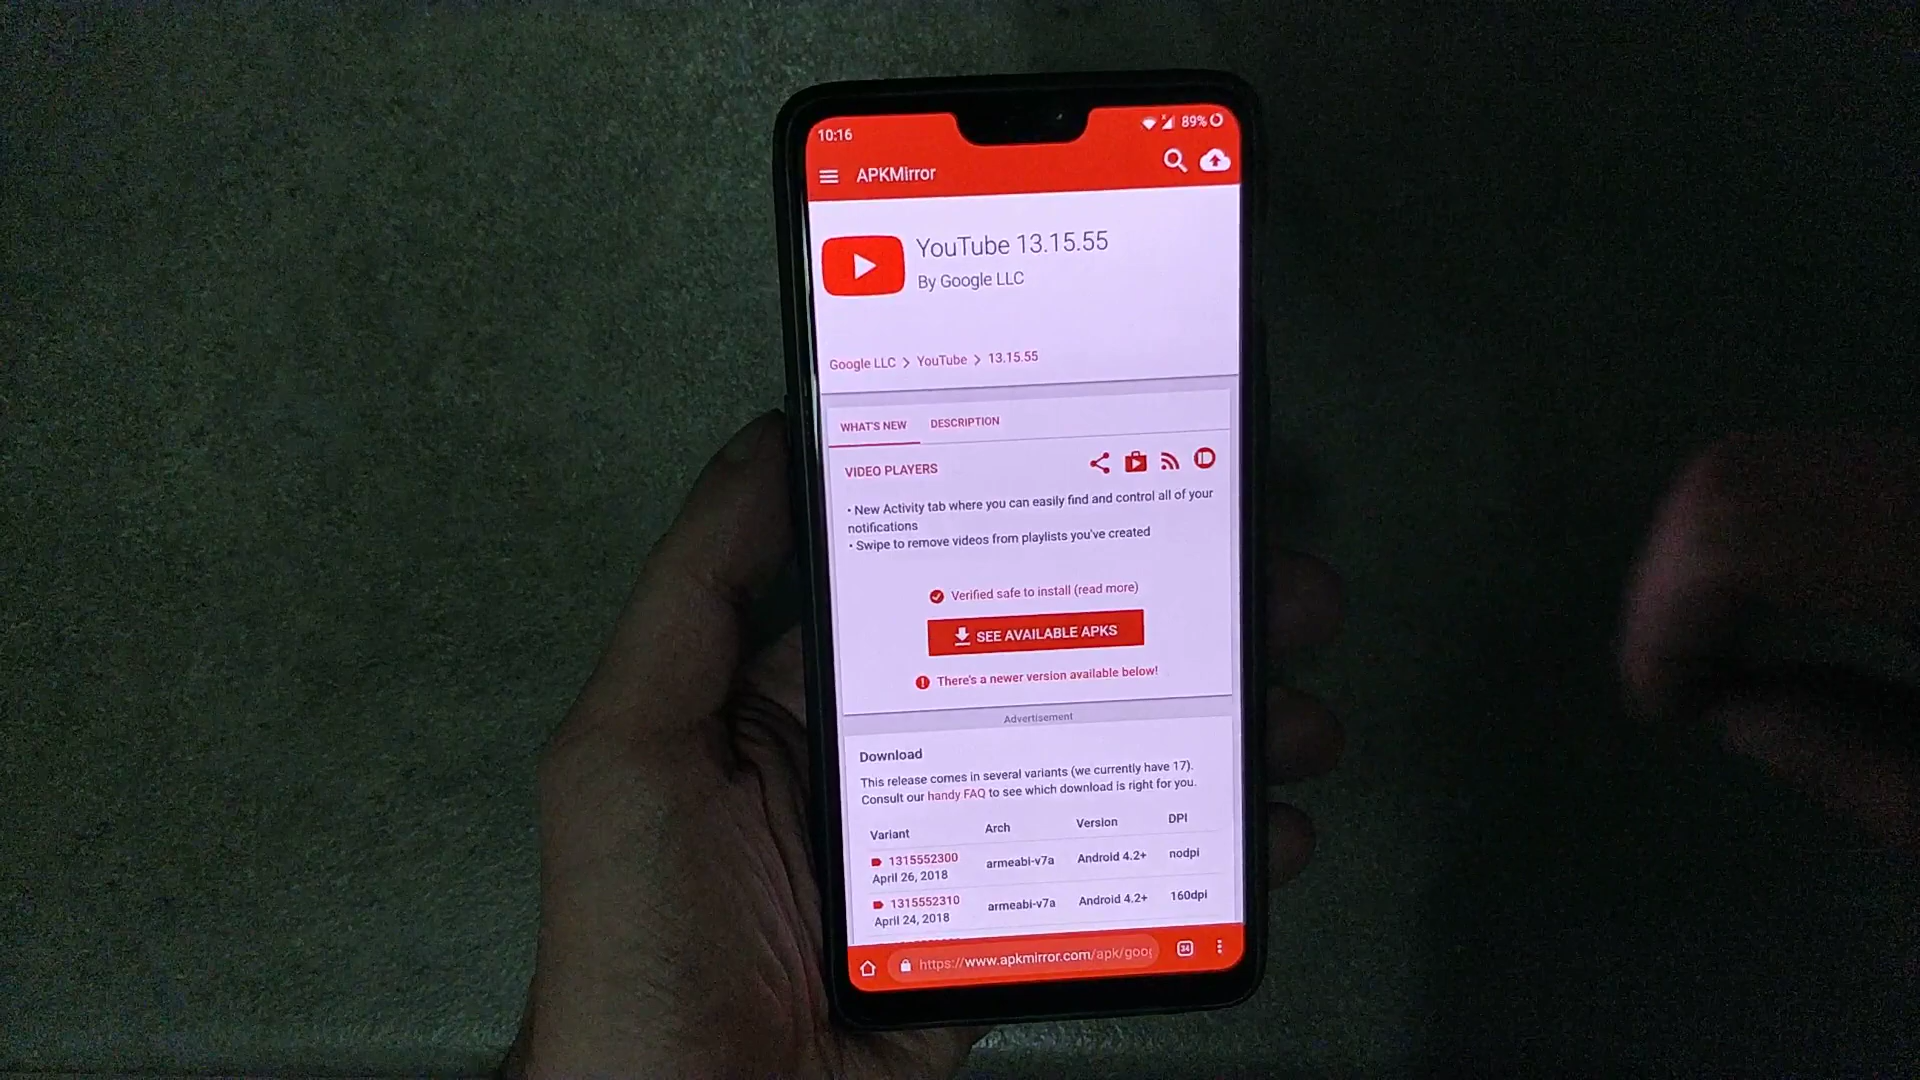 10:16
89%
APKMirror
YouTube 13.15.55
By Google LLC
Google LLC > YouTube > 13.15.55
WHAT'S NEW
DESCRIPTION
VIDEO PLAYERS
• New Activity tab where you can easily find and control all of your
notifications
• Swipe to remove videos from playlists you've created
Verified safe to install (read more)
SEE AVAILABLE APKS
There's a newer version available below!
Advertisement
Download
This release comes in several variants (we currently have 17).
Consult our handy FAQ to see which download is right for you.
Variant Arch Version DPI
1315552300 armeabi-v7a Android 4.2+ nodpi
April 26, 2018
1315552310 armeabi-v7a Android 4.2+ 160dpi
April 24, 2018
https://www.apkmirror.com/apk/goog
34